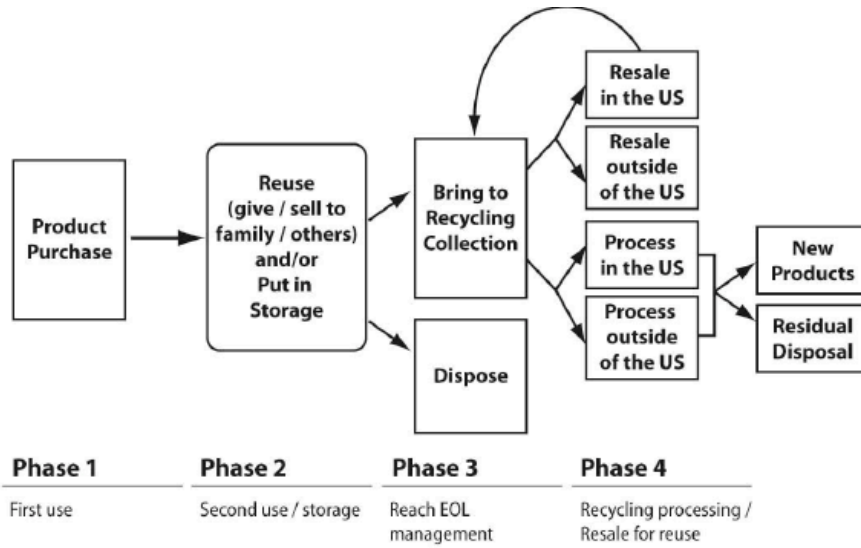 Product
Purchase
Reuse
(give / sell to
family / others)
and/or
Put in
Storage
Bring to
Recycling
Collection
Dispose
Resale
in the US
Resale
outside
of the US
Process
in the US
Process
outside
of the US
New
Products
Residual
Disposal
Phase 1
First use
Phase 2
Second use / storage
Phase 3
Reach EOL
management
Phase 4
Recycling processing /
Resale for reuse